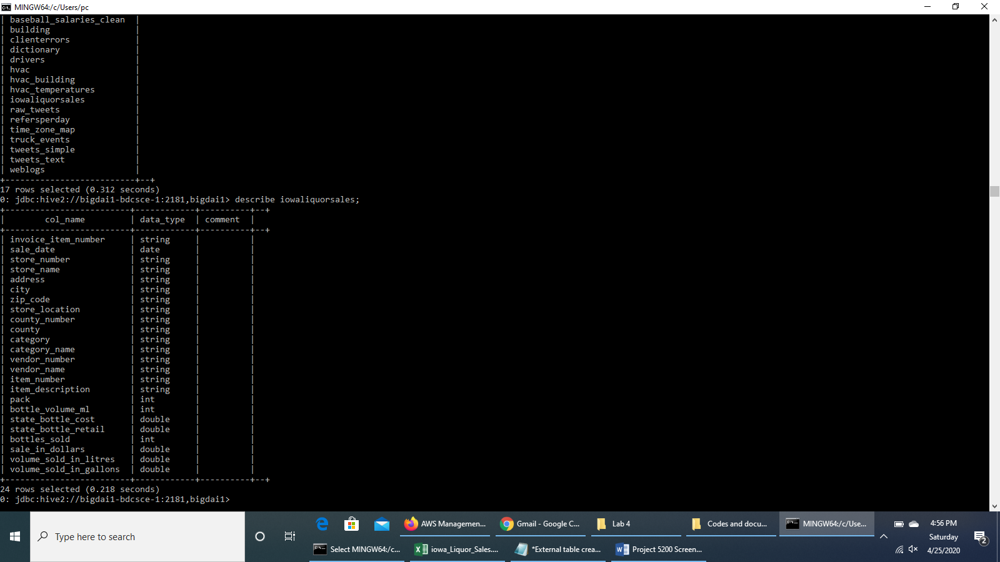 MINGW64:/c/Users/pc
| baseball_salaries_clean |
| building |
| clienterrors |
| dictionary |
| drivers |
| hvac |
| hvac_building |
| hvac_temperatures |
| iowaliquorsales |
| raw_tweets |
| refersperday |
| time_zone_map |
| truck_events |
| tweets_simple |
| tweets_text |
| weblogs |
+--------------------------+--+
17 rows selected (0.312 seconds)
0: jdbc:hive2://bigdai1-bdcsce-1:2181,bigdai1> describe iowaliquorsales;
+-------------------------+------------+----------+--+
| col_name | data_type | comment |
+-------------------------+------------+----------+--+
| invoice_item_number | string | |
| sale_date | date | |
| store_number | string | |
| store_name | string | |
| address | string | |
| city | string | |
| zip_code | string | |
| store_location | string | |
| county_number | string | |
| county | string | |
| category | string | |
| category_name | string | |
| vendor_number | string | |
| vendor_name | string | |
| item_number | string | |
| item_description | string | |
| pack | int | |
| bottle_volume_ml | int | |
| state_bottle_cost | double | |
| state_bottle_retail | double | |
| bottles_sold | int | |
| sale_in_dollars | double | |
| volume_sold_in_litres | double | |
| volume_sold_in_gallons | double | |
+-------------------------+------------+----------+--+
24 rows selected (0.218 seconds)
0: jdbc:hive2://bigdai1-bdcsce-1:2181,bigdai1>
Type here to search
AWS Managemen...
Gmail - Google C...
Lab 4
Codes and docu...
MINGW64:/c/Use...
Select MINGW64:/c...
iowa_Liquor_Sales....
*External table crea...
Project 5200 Screen...
4:56 PM
Saturday
4/25/2020
2